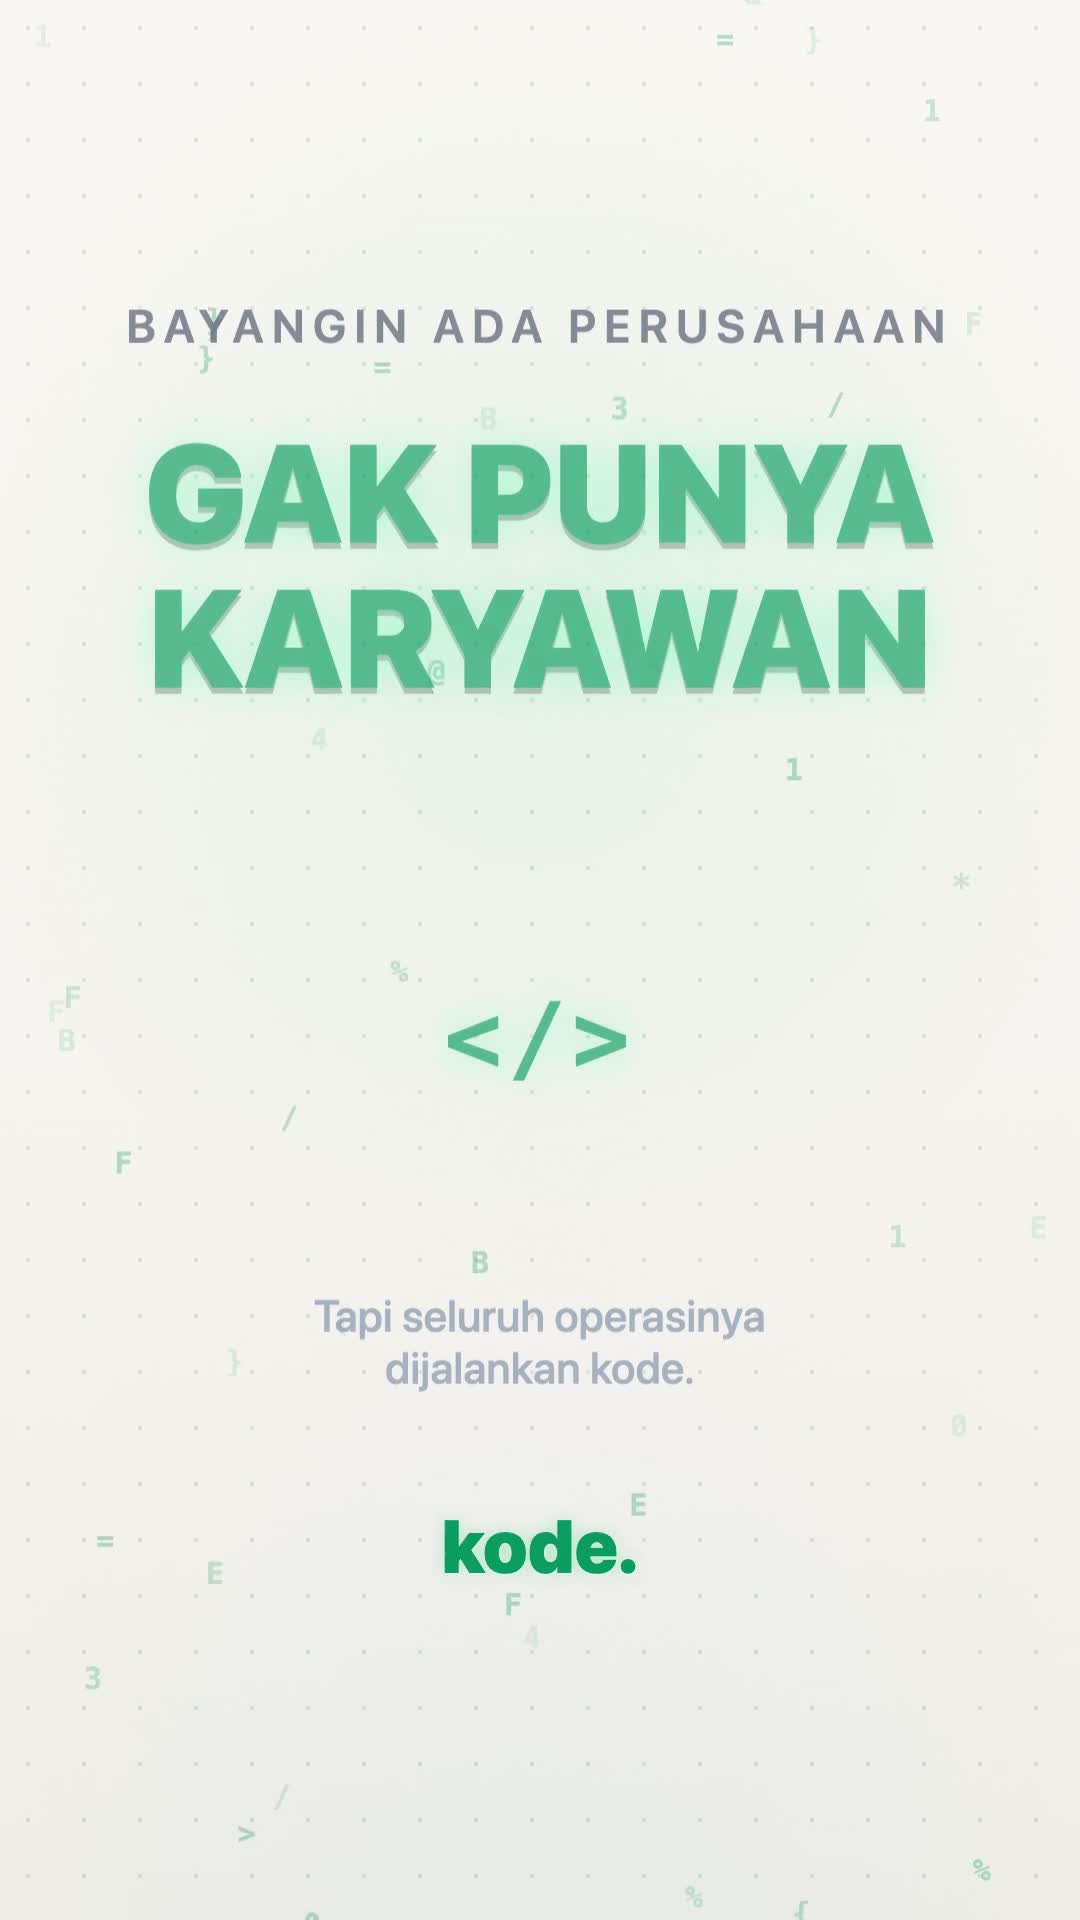 BAYANGIN ADA PERUSAHAAN
GAK PUNYA
KARYAWAN
</>
Tapi seluruh operasinya
dijalankan kode.
kode.